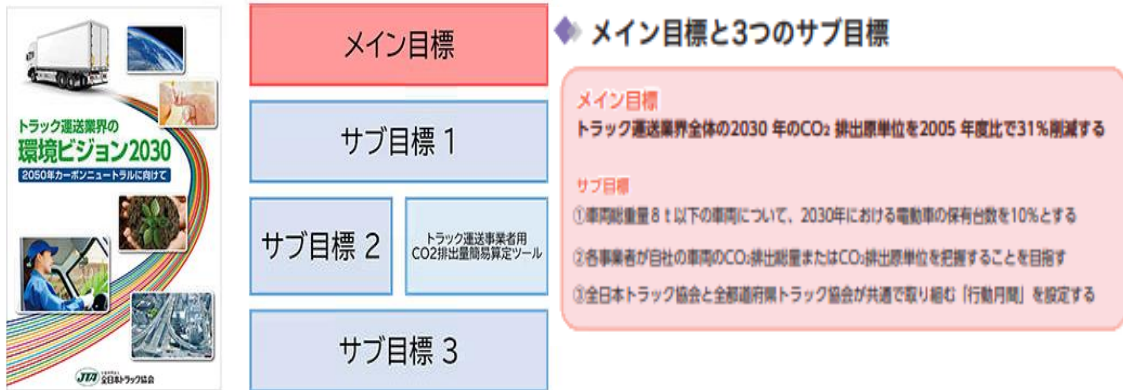 トラック運送業界の
環境ビジョン2030
2050年カーボンニュートラルに向けて
JTA 公益社団法人 全日本トラック協会
メイン目標
サブ目標 1
サブ目標 2
トラック運送事業者用
CO2排出量簡易算定ツール
サブ目標 3
メイン目標と3つのサブ目標
メイン目標
トラック運送業界全体の2030 年のCO₂ 排出原単位を2005 年度比で31%削減する
サブ目標
①車両総重量8t以下の車両について、2030年における電動車の保有台数を10%とする
②各事業者が自社の車両のCO₂排出総量またはCO₂排出原単位を把握することを目指す
③全日本トラック協会と全都道府県トラック協会が共通で取り組む「行動月間」を設定する